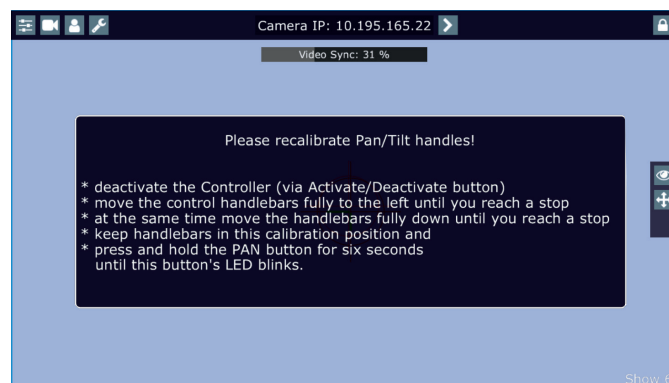 Camera IP: 10.195.165.22
Video Sync: 31 %
Please recalibrate Pan/Tilt handles!
* deactivate the Controller (via Activate/Deactivate button)
* move the control handlebars fully to the left until you reach a stop
* at the same time move the handlebars fully down until you reach a stop
* keep handlebars in this calibration position and
* press and hold the PAN button for six seconds
until this button's LED blinks.
Show